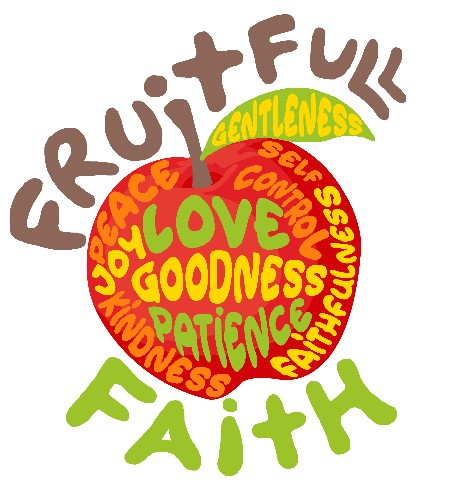 FRUitFULL
GENTLENESS
PEACE
SELF
CONTROL
JOY
LOVE
GOODNESS
PATiENCE
KiNDNESS
FAiTHFULNESS
FAitH